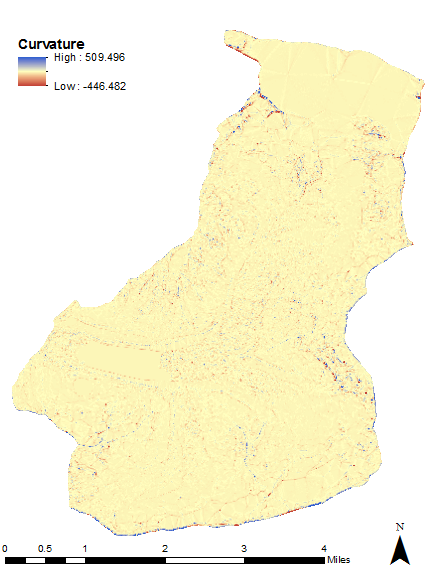 Curvature
High : 509.496
Low : -446.482
N
0 0.5 1 2 3 4
Miles